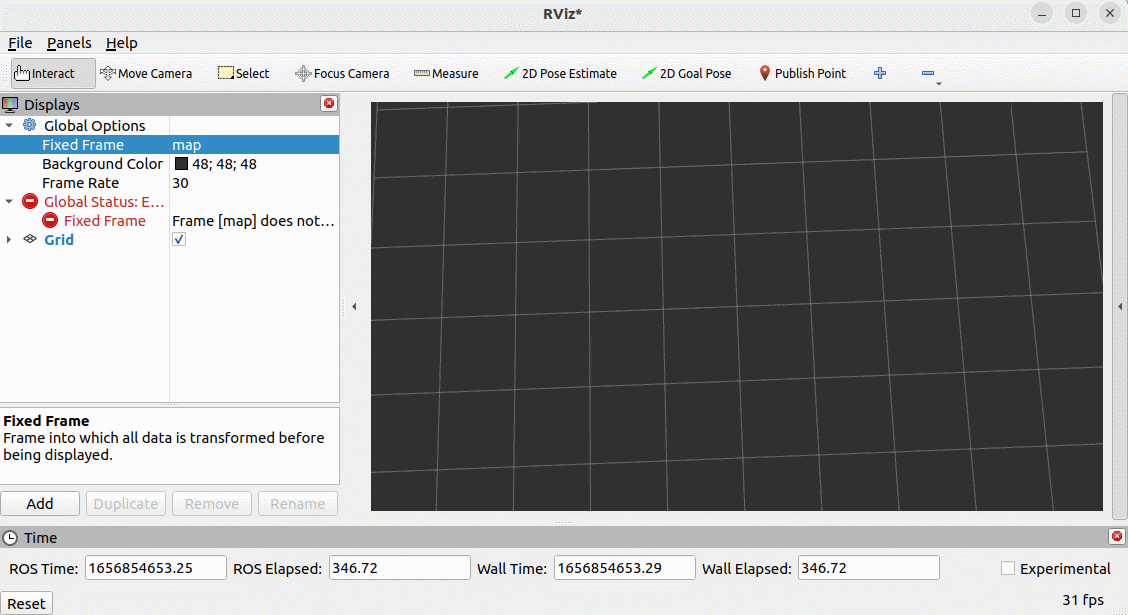 RViz*
File Panels Help
Interact Move Camera Select Focus Camera Measure 2D Pose Estimate 2D Goal Pose Publish Point
Displays
Global Options
Fixed Frame map
Background Color 48; 48; 48
Frame Rate 30
Global Status: E...
Fixed Frame Frame [map] does not...
Grid
Fixed Frame
Frame into which all data is transformed before
being displayed.
Add Duplicate Remove Rename
Time
ROS Time: 1656854653.25 ROS Elapsed: 346.72 Wall Time: 1656854653.29 Wall Elapsed: 346.72 Experimental
Reset 31 fps